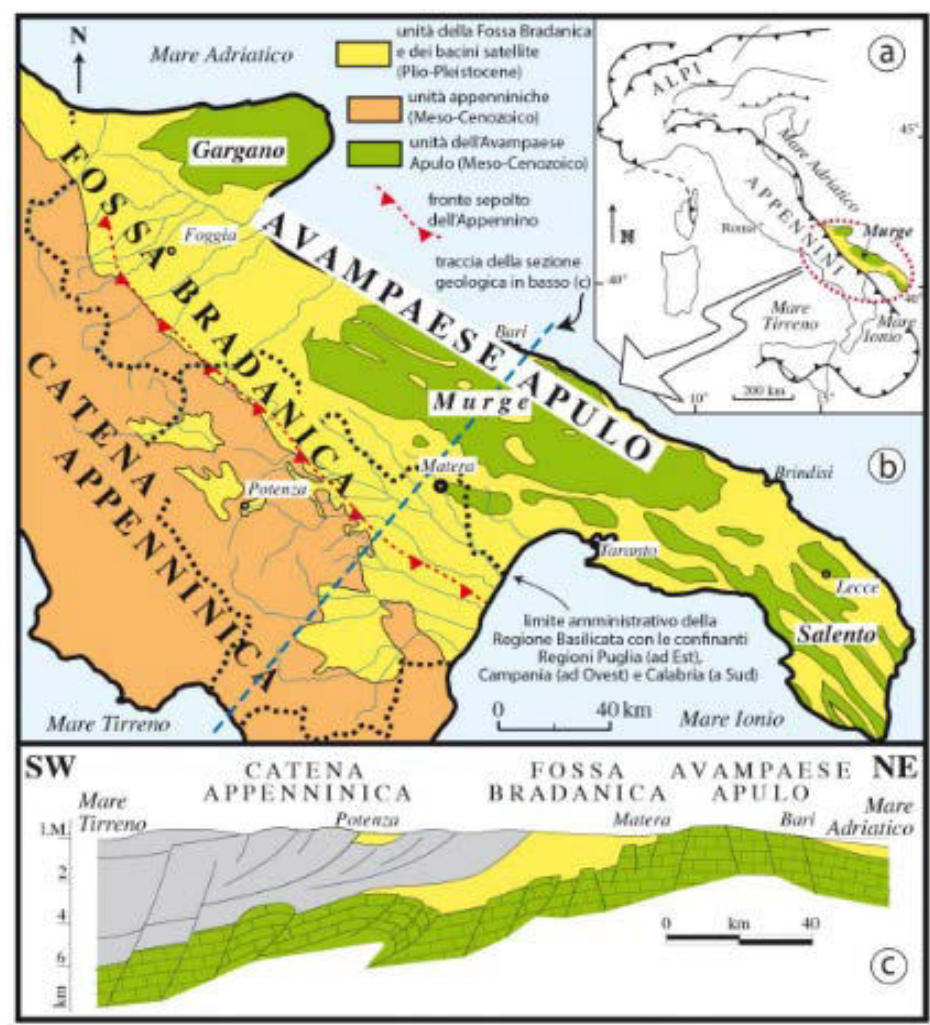 N
Mare Adriatico
unità della Fossa Bradanica
e dei bacini satellite
(Plio-Pleistocene)
unità appenniniche
(Meso-Cenozoico)
unità dell'Avampaese
Apulo (Meso-Cenozoico)
fronte sepolto
dell'Appennino
traccia della sezione
geologica in basso (c)
a
ALPI
45°
Mare Adriatico
APPENNINI
Roma
Murge
N
40°
40°
Mare
Tirreno
Mare
Ionio
10°
200 km
15°
Gargano
FOSSA BRADANICA
Foggia
AVAMPAESE APULO
Bari
Murge
CATENA
APPENNINICA
Matera
Potenza
b
Brindisi
Taranto
Lecce
Salento
limite amministrativo della
Regione Basilicata con le confinanti
Regioni Puglia (ad Est),
Campania (ad Ovest) e Calabria (a Sud)
0 40 km
Mare Tirreno
Mare Ionio
SW
CATENA
APPENNINICA
FOSSA
BRADANICA
AVAMPAESE
APULO
NE
Mare
Tirreno
Potenza
Matera
Bari
Mare
Adriatico
l.M.
2
4
6
km
0 km 40
c